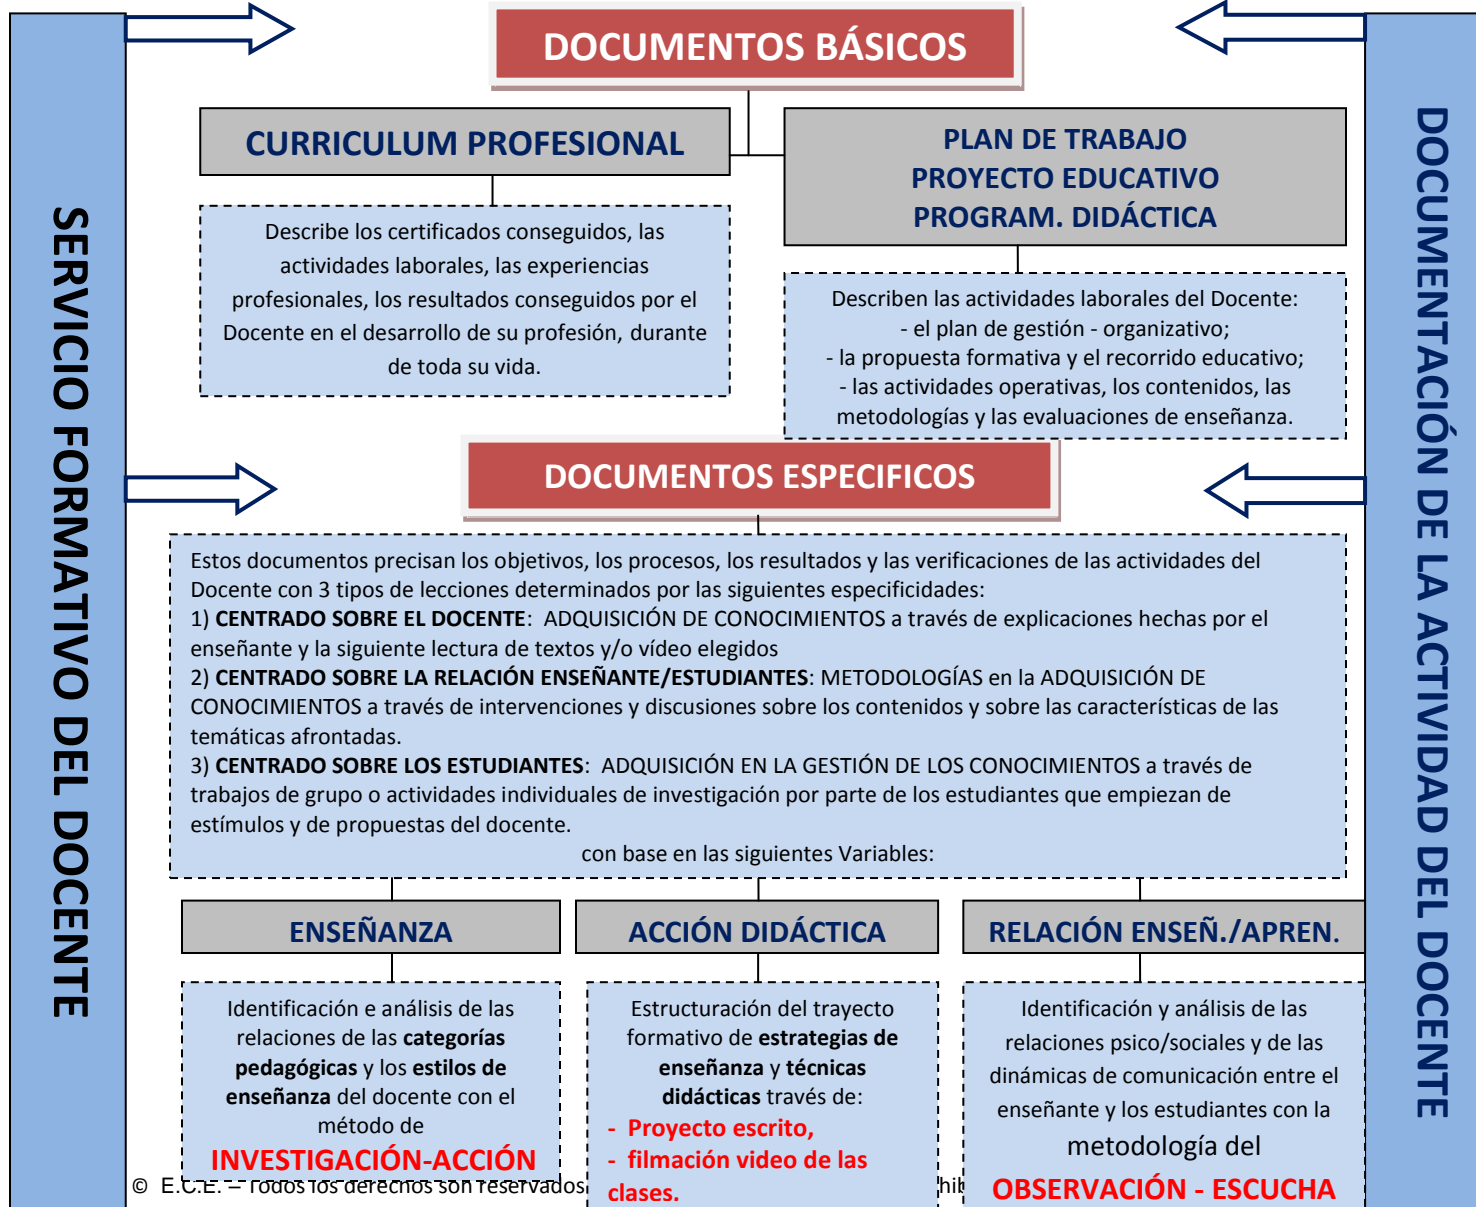 SERVICIO FORMATIVO DEL DOCENTE
DOCUMENTACIÓN DE LA ACTIVIDAD DEL DOCENTE
DOCUMENTOS BÁSICOS
CURRICULUM PROFESIONAL
Describe los certificados conseguidos, las
actividades laborales, las experiencias
profesionales, los resultados conseguidos por el
Docente en el desarrollo de su profesión, durante
de toda su vida.
PLAN DE TRABAJO
PROYECTO EDUCATIVO
PROGRAM. DIDÁCTICA
Describen las actividades laborales del Docente:
- el plan de gestión - organizativo;
- la propuesta formativa y el recorrido educativo;
- las actividades operativas, los contenidos, las
metodologías y las evaluaciones de enseñanza.
DOCUMENTOS ESPECIFICOS
Estos documentos precisan los objetivos, los procesos, los resultados y las verificaciones de las actividades del
Docente con 3 tipos de lecciones determinados por las siguientes especificidades:
1) CENTRADO SOBRE EL DOCENTE: ADQUISICIÓN DE CONOCIMIENTOS a través de explicaciones hechas por el
enseñante y la siguiente lectura de textos y/o vídeo elegidos
2) CENTRADO SOBRE LA RELACIÓN ENSEÑANTE/ESTUDIANTES: METODOLOGÍAS en la ADQUISICIÓN DE
CONOCIMIENTOS a través de intervenciones y discusiones sobre los contenidos y sobre las características de las
temáticas afrontadas.
3) CENTRADO SOBRE LOS ESTUDIANTES: ADQUISICIÓN EN LA GESTIÓN DE LOS CONOCIMIENTOS a través de
trabajos de grupo o actividades individuales de investigación por parte de los estudiantes que empiezan de
estímulos y de propuestas del docente.
con base en las siguientes Variables:
ENSEÑANZA
Identificación e análisis de las
relaciones de las categorías
pedagógicas y los estilos de
enseñanza del docente con el
método de
INVESTIGACIÓN-ACCIÓN
ACCIÓN DIDÁCTICA
Estructuración del trayecto
formativo de estrategias de
enseñanza y técnicas
didácticas través de:
- Proyecto escrito,
- filmación video de las
clases.
RELACIÓN ENSEÑ./APREN.
Identificación y análisis de las
relaciones psico/sociales y de las
dinámicas de comunicación entre el
enseñante y los estudiantes con la
metodología del
OBSERVACIÓN - ESCUCHA
© E.C.E. – Todos los derechos son reservados